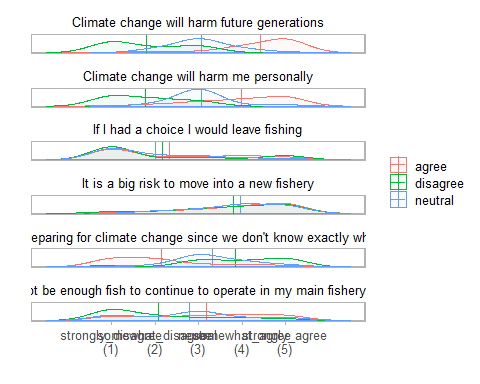 Climate change will harm future generations
Climate change will harm me personally
If I had a choice I would leave fishing
agree
disagree
neutral
It is a big risk to move into a new fishery
eparing for climate change since we don't know exactly wh
ot be enough fish to continue to operate in my main fishery
(1) (2) (3) (4) (5)